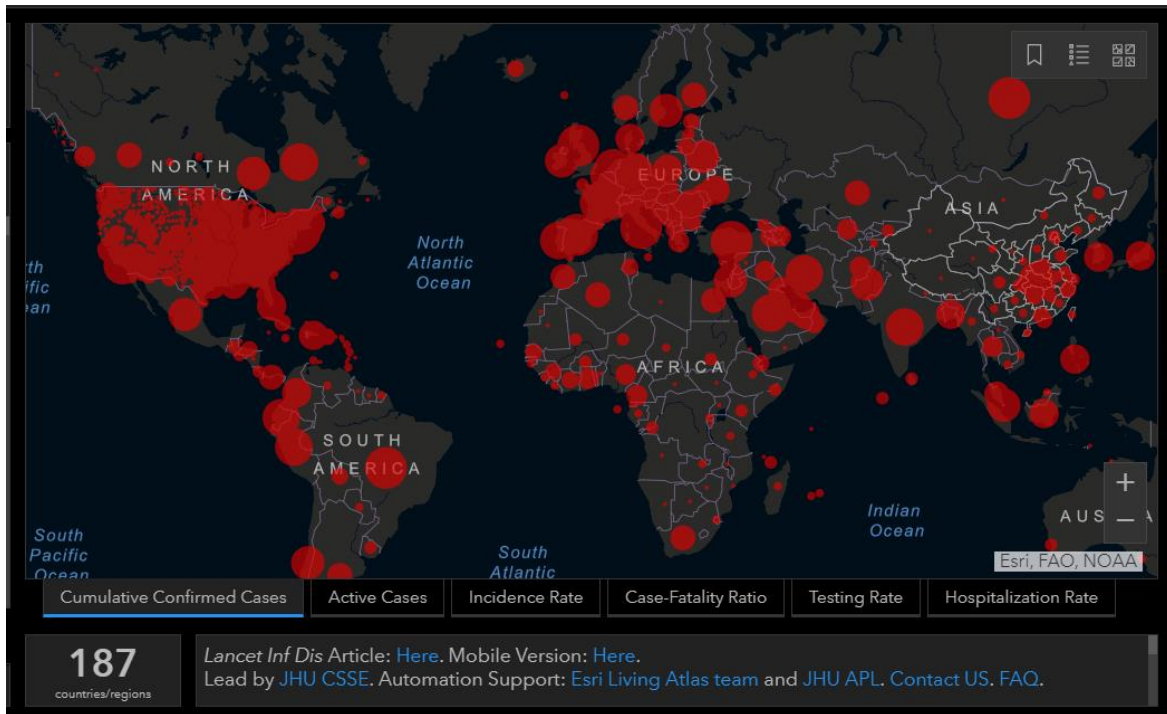 NORTH
AMERICA
EUROPE
ASIA
North
Atlantic
Ocean
th
ific
an
AFRICA
SOUTH
AMERICA
Indian
Ocean
AUS
A
South
Pacific
Ocean
South
Atlantic
+
−
Esri, FAO, NOAA
Cumulative Confirmed Cases
Active Cases
Incidence Rate
Case-Fatality Ratio
Testing Rate
Hospitalization Rate
187
countries/regions
Lancet Inf Dis Article: Here. Mobile Version: Here.
Lead by JHU CSSE. Automation Support: Esri Living Atlas team and JHU APL. Contact US. FAQ.